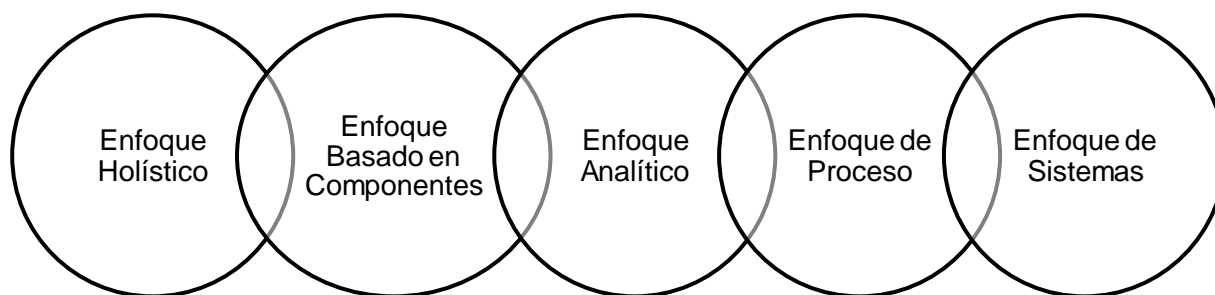 Enfoque
Holístico
Enfoque
Basado en
Componentes
Enfoque
Analítico
Enfoque de
Proceso
Enfoque de
Sistemas